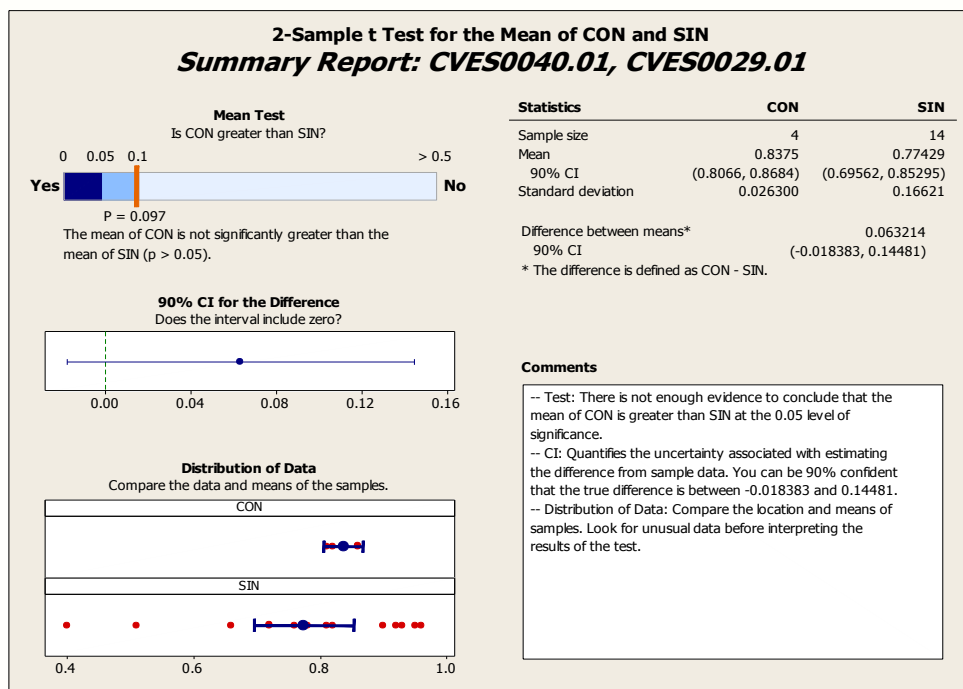 2-Sample t Test for the Mean of CON and SIN
Summary Report: CVES0040.01, CVES0029.01
Mean Test
Is CON greater than SIN?
0 0.05 0.1 > 0.5
Yes No
P = 0.097
The mean of CON is not significantly greater than the
mean of SIN (p > 0.05).
90% CI for the Difference
Does the interval include zero?
0.00 0.04 0.08 0.12 0.16
Distribution of Data
Compare the data and means of the samples.
CON
SIN
0.4 0.6 0.8 1.0
Statistics CON SIN
Sample size 4 14
Mean 0.8375 0.77429
90% CI (0.8066, 0.8684) (0.69562, 0.85295)
Standard deviation 0.026300 0.16621
Difference between means* 0.063214
90% CI (-0.018383, 0.14481)
* The difference is defined as CON - SIN.
Comments
-- Test: There is not enough evidence to conclude that the
mean of CON is greater than SIN at the 0.05 level of
significance.
-- CI: Quantifies the uncertainty associated with estimating
the difference from sample data. You can be 90% confident
that the true difference is between -0.018383 and 0.14481.
-- Distribution of Data: Compare the location and means of
samples. Look for unusual data before interpreting the
results of the test.